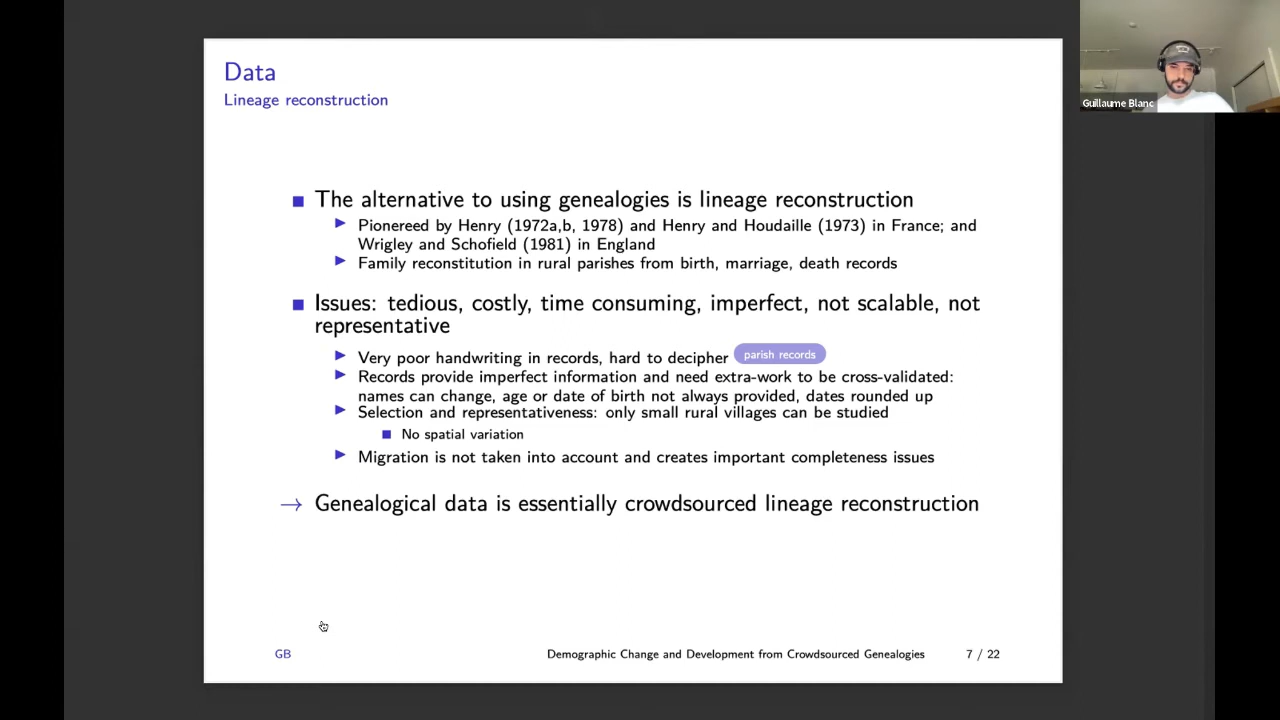 Data
Lineage reconstruction
The alternative to using genealogies is lineage reconstruction
Pionereed by Henry (1972a,b, 1978) and Henry and Houdaille (1973) in France; and
Wrigley and Schofield (1981) in England
Family reconstitution in rural parishes from birth, marriage, death records
Issues: tedious, costly, time consuming, imperfect, not scalable, not
representative
Very poor handwriting in records, hard to decipher parish records
Records provide imperfect information and need extra-work to be cross-validated:
names can change, age or date of birth not always provided, dates rounded up
Selection and representativeness: only small rural villages can be studied
No spatial variation
Migration is not taken into account and creates important completeness issues
→ Genealogical data is essentially crowdsourced lineage reconstruction
GB Demographic Change and Development from Crowdsourced Genealogies 7 / 22
Guillaume Blanc